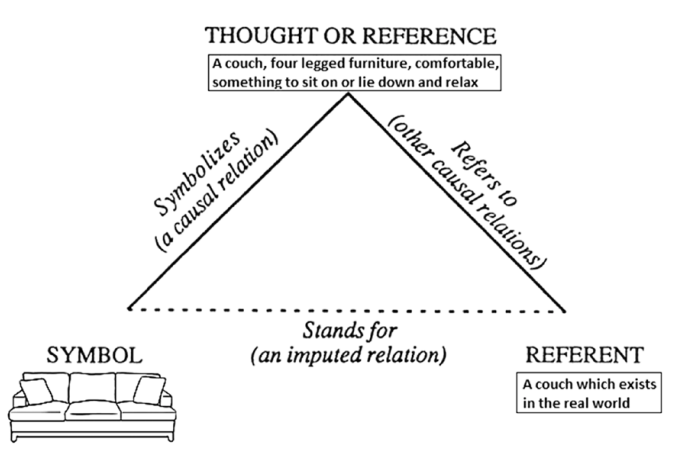 THOUGHT OR REFERENCE
A couch, four legged furniture, comfortable,
something to sit on or lie down and relax
Symbolizes
(a causal relation)
Refers to
(other causal relations)
Stands for
(an imputed relation)
SYMBOL
REFERENT
A couch which exists
in the real world